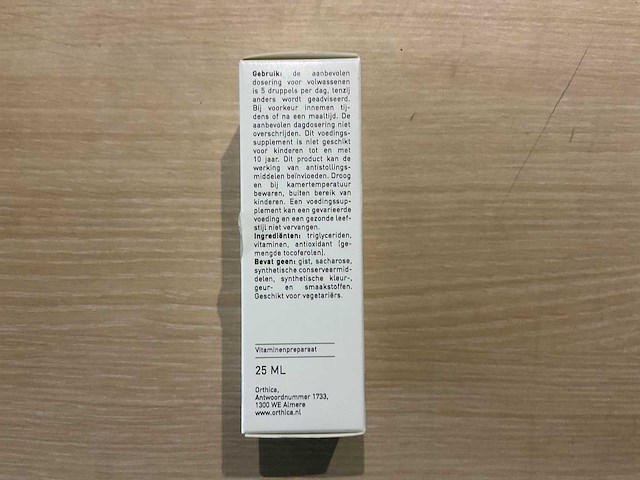 Gebruik: de aanbevolen
dosering voor volwassenen
is 5 druppels per dag, tenzij
anders wordt geadviseerd.
Bij voorkeur innemen tij-
dens of na een maaltijd. De
aanbevolen dagdosering niet
overschrijden. Dit voedings-
supplement is niet geschikt
voor kinderen tot en met
10 jaar. Dit product kan de
werking van antistollings-
middelen beïnvloeden. Droog
en bij kamertemperatuur
bewaren, buiten bereik van
kinderen. Een voedingssup-
plement kan een gevarieerde
voeding en een gezonde leef-
stijl niet vervangen.
Ingrediënten: triglyceriden,
vitaminen, antioxidant (ge-
mengde tocoferolen).
Bevat geen: gist, sacharose,
synthetische conserveermid-
delen, synthetische kleur-,
geur- en smaakstoffen.
Geschikt voor vegetariërs.
Vitaminenpreparaat
25 ML
Orthica,
Antwoordnummer 1733,
1300 WE Almere
www.orthica.nl